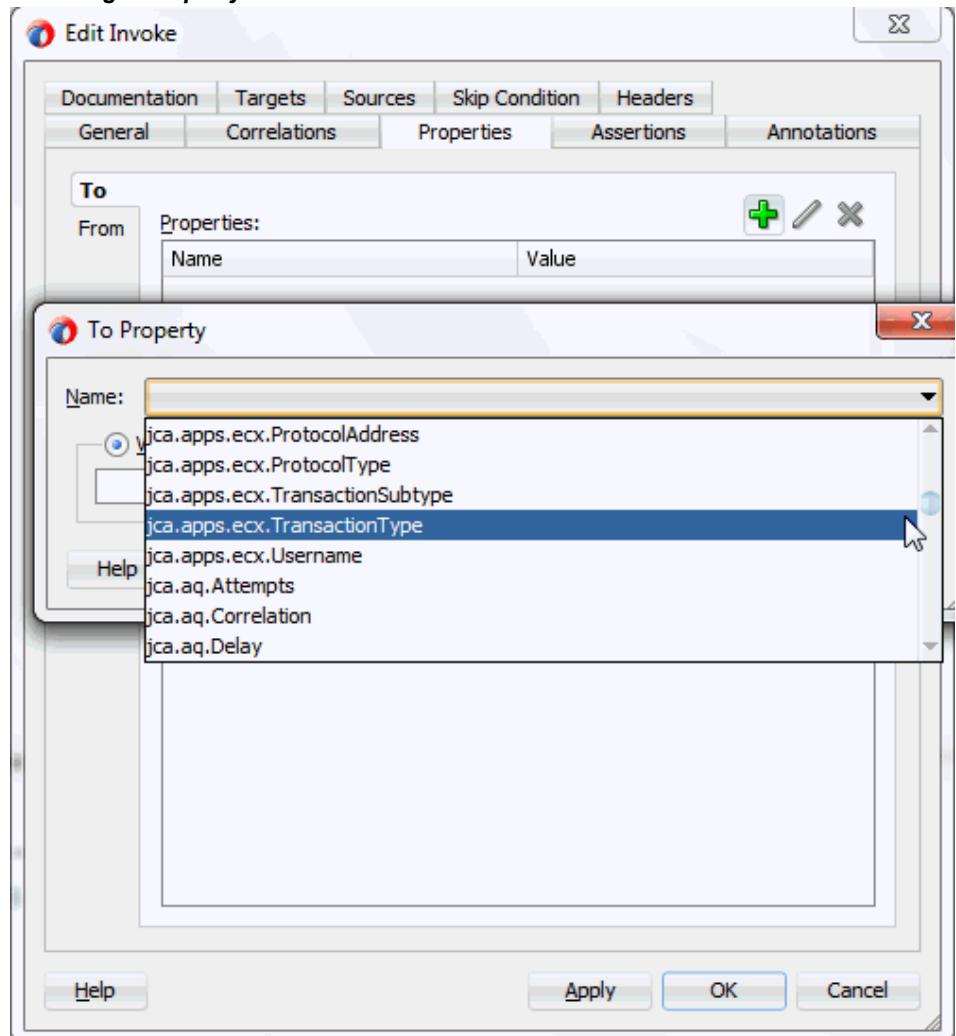 Edit Invoke
Documentation Targets Sources Skip Condition Headers
General Correlations Properties Assertions Annotations
To
From Properties:
Name Value
To Property
Name:
jca.apps.ecx.ProtocolAddress
jca.apps.ecx.ProtocolType
jca.apps.ecx.TransactionSubtype
jca.apps.ecx.TransactionType
jca.apps.ecx.Username
Help
jca.aq.Attempts
jca.aq.Correlation
jca.aq.Delay
Help Apply OK Cancel